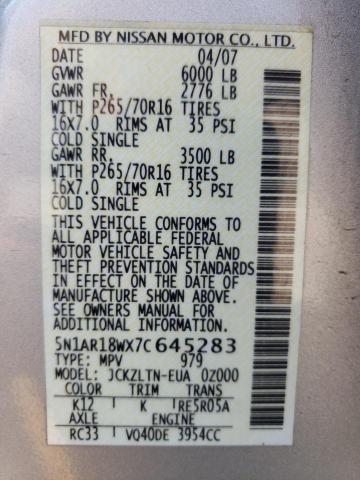 MFD BY NISSAN MOTOR CO., LTD.
DATE 04/07
GVWR 6000 LB
GAWR FR. 2776 LB
WITH P265/70R16 TIRES
16X7.0 RIMS AT 35 PSI
COLD SINGLE
GAWR RR. 3500 LB
WITH P265/70R16 TIRES
16X7.0 RIMS AT 35 PSI
COLD SINGLE
THIS VEHICLE CONFORMS TO
ALL APPLICABLE FEDERAL
MOTOR VEHICLE SAFETY AND
THEFT PREVENTION STANDARDS
IN EFFECT ON THE DATE OF
MANUFACTURE SHOWN ABOVE.
SEE OWNERS MANUAL FOR
ADDITIONAL INFORMATION
5N1AR18WX7C645283
TYPE: MPV 979
MODEL: JCKZLTN-EUA 0Z000
COLOR TRIM TRANS
K12 K RE5R05A
AXLE ENGINE
RC33 VQ40DE 3954CC